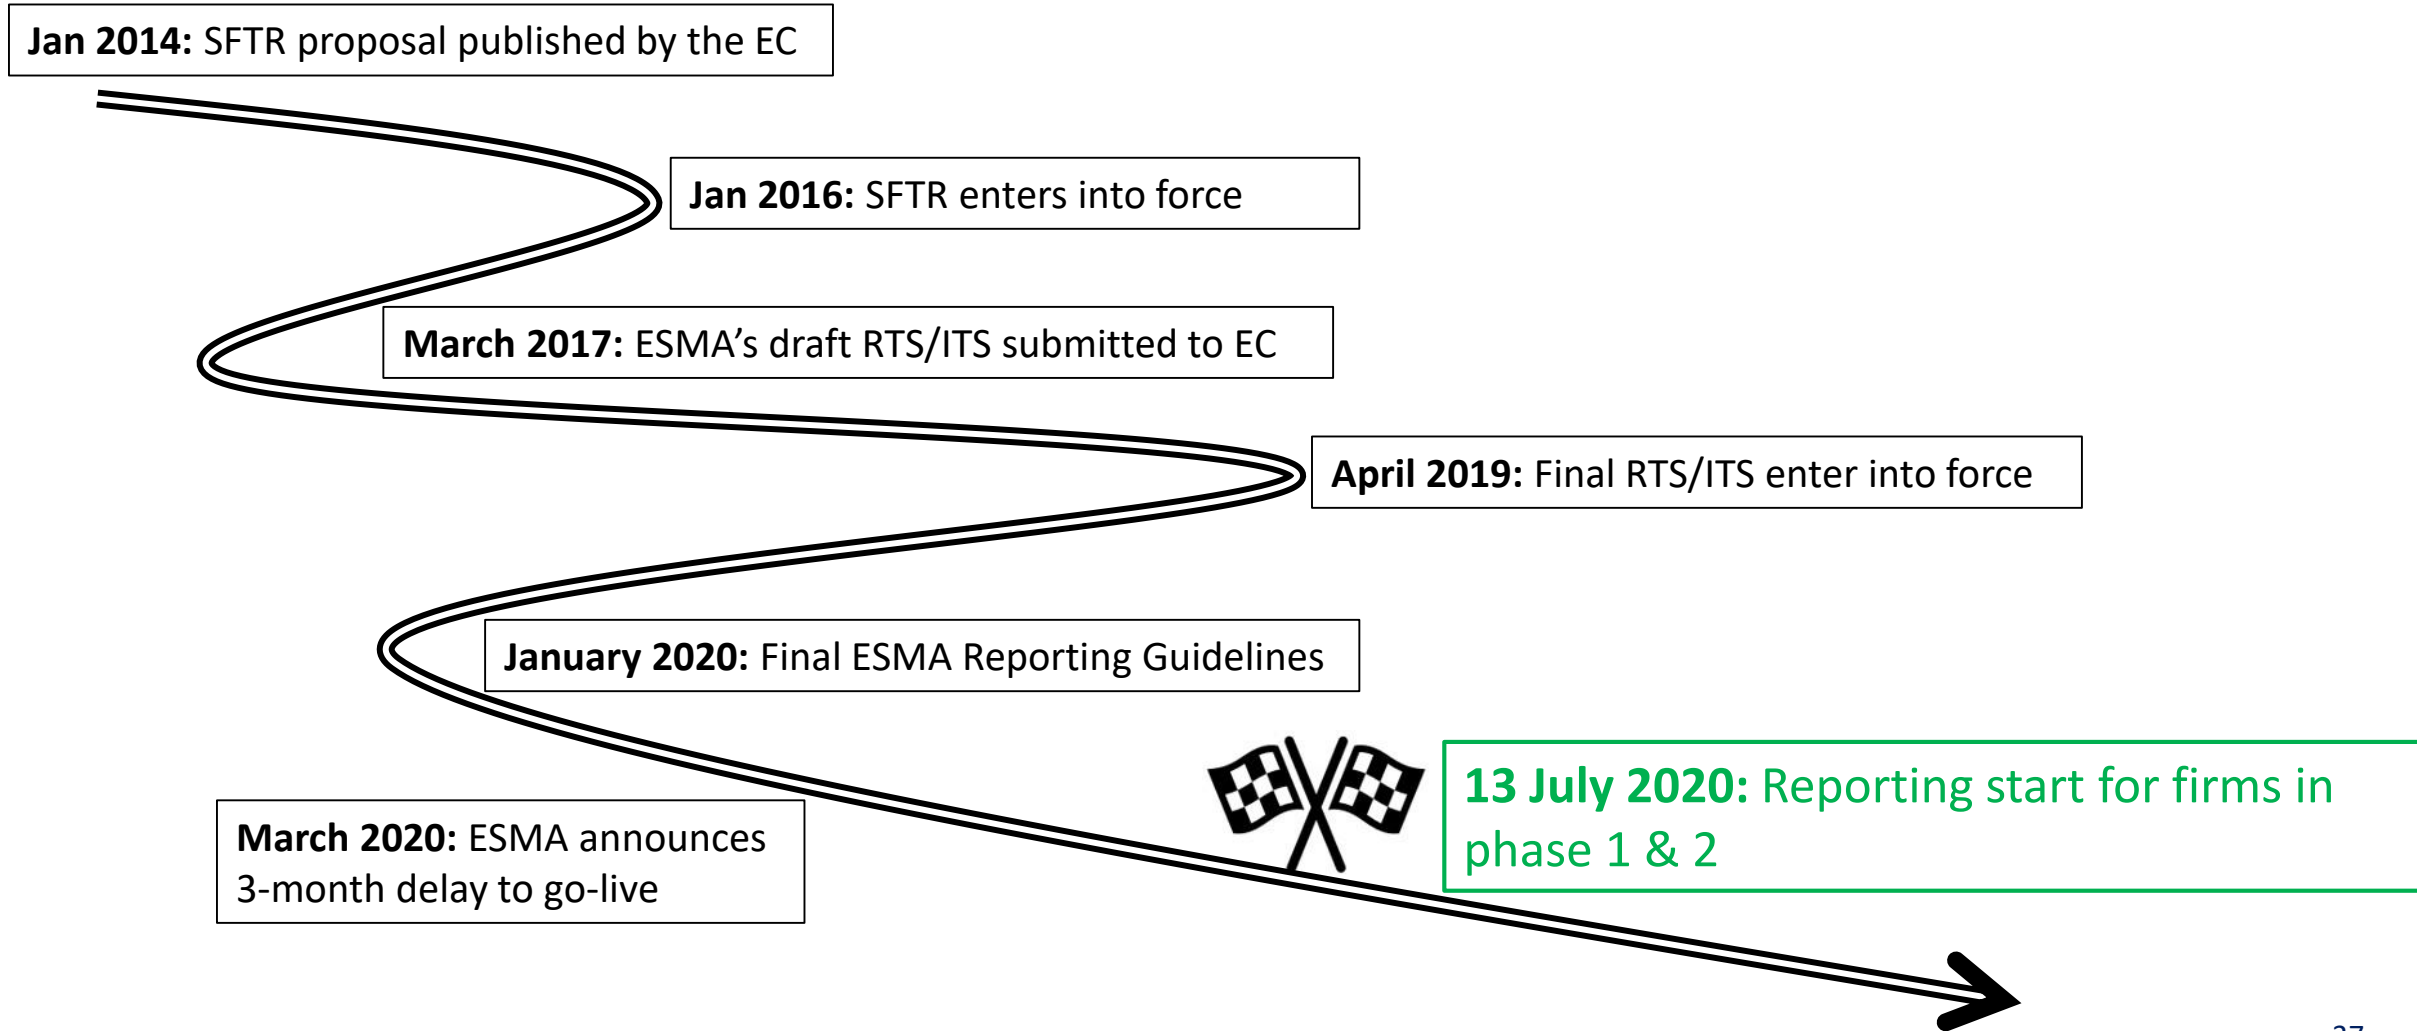 Jan 2014: SFTR proposal published by the EC
Jan 2016: SFTR enters into force
March 2017: ESMA’s draft RTS/ITS submitted to EC
April 2019: Final RTS/ITS enter into force
January 2020: Final ESMA Reporting Guidelines
13 July 2020: Reporting start for firms in
phase 1 & 2
March 2020: ESMA announces
3-month delay to go-live